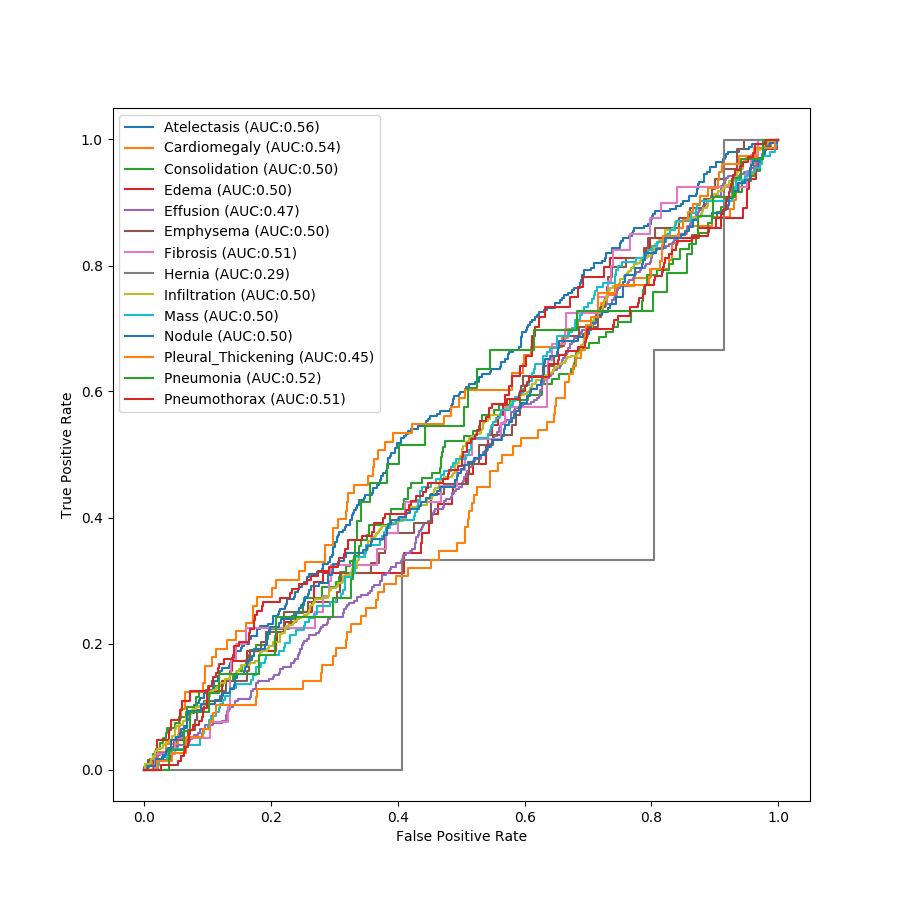 Atelectasis (AUC:0.56)
Cardiomegaly (AUC:0.54)
Consolidation (AUC:0.50)
Edema (AUC:0.50)
Effusion (AUC:0.47)
Emphysema (AUC:0.50)
Fibrosis (AUC:0.51)
Hernia (AUC:0.29)
Infiltration (AUC:0.50)
Mass (AUC:0.50)
Nodule (AUC:0.50)
Pleural_Thickening (AUC:0.45)
Pneumonia (AUC:0.52)
Pneumothorax (AUC:0.51)
True Positive Rate
1.0
0.8
0.6
0.4
0.2
0.0
0.0 0.2 0.4 0.6 0.8 1.0
False Positive Rate